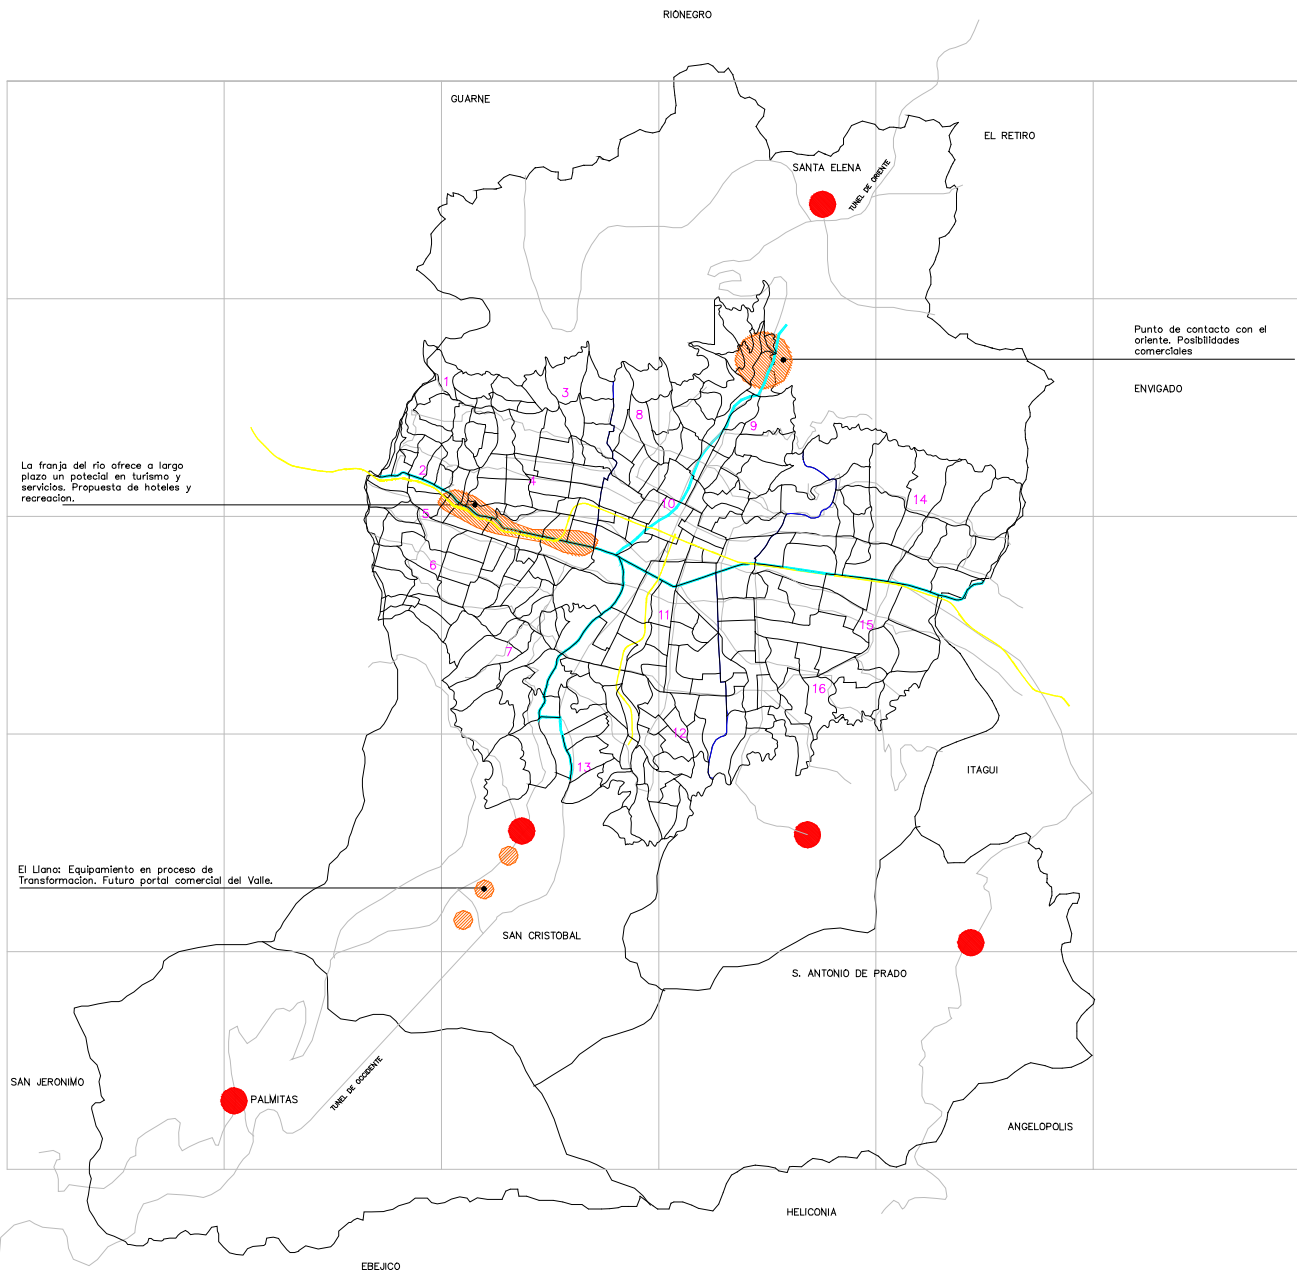 RIONEGRO
GUARNE
EL RETIRO
SANTA ELENA
TUNEL DE ORIENTE
Punto de contacto con el
oriente. Posibilidades
comerciales
ENVIGADO
1
3
8
9
La franja del rio ofrece a largo
plazo un potecial en turismo y
servicios. Propuesta de hoteles y
recreacion.
2
4
10
14
5
6
11
15
7
16
12
13
ITAGUI
El Llano: Equipamiento en proceso de
Transformacion. Futuro portal comercial del Valle.
SAN CRISTOBAL
S. ANTONIO DE PRADO
SAN JERONIMO
TUNEL DE OCCIDENTE
PALMITAS
ANGELOPOLIS
HELICONIA
EBEJICO